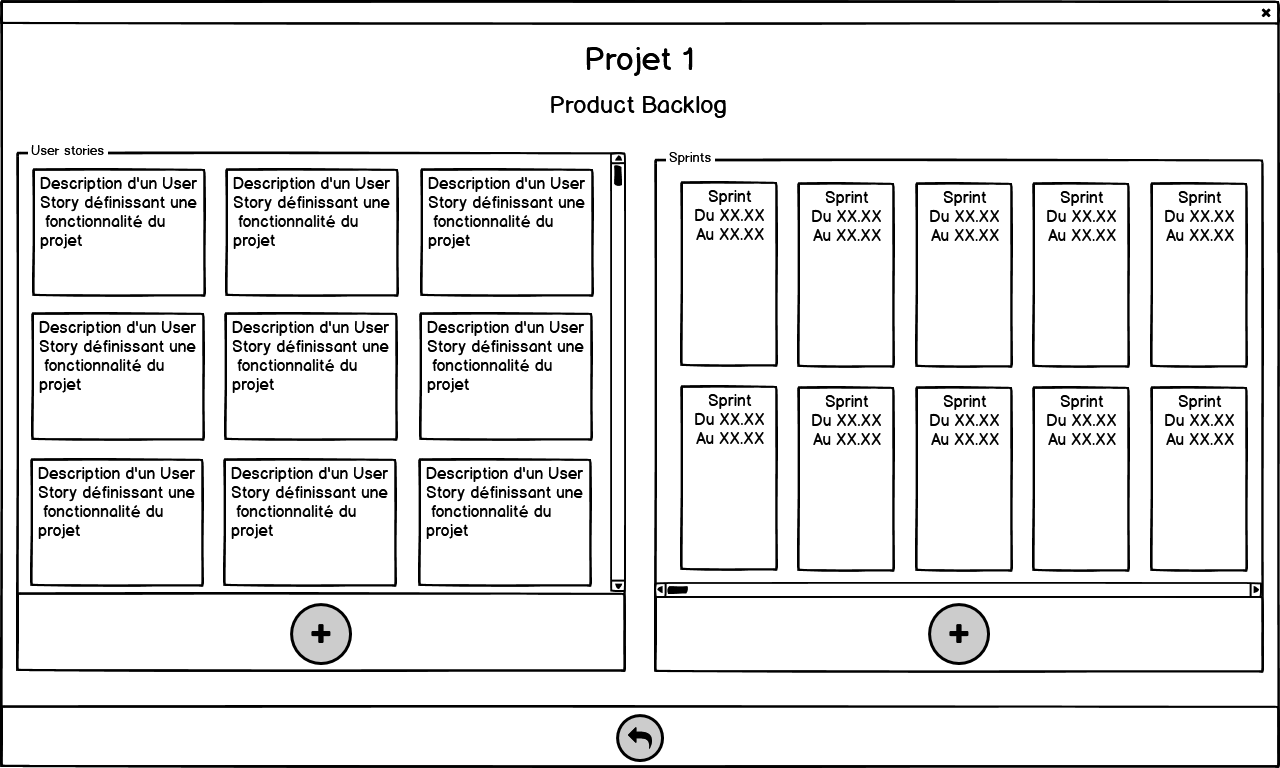 Projet 1
Product Backlog
User stories
Description d'un User
Story définissant une
fonctionnalité du
projet
Description d'un User
Story définissant une
fonctionnalité du
projet
Description d'un User
Story définissant une
fonctionnalité du
projet
Description d'un User
Story définissant une
fonctionnalité du
projet
Description d'un User
Story définissant une
fonctionnalité du
projet
Description d'un User
Story définissant une
fonctionnalité du
projet
Description d'un User
Story définissant une
fonctionnalité du
projet
Description d'un User
Story définissant une
fonctionnalité du
projet
Description d'un User
Story définissant une
fonctionnalité du
projet
Sprints
Sprint
Du XX.XX
Au XX.XX
Sprint
Du XX.XX
Au XX.XX
Sprint
Du XX.XX
Au XX.XX
Sprint
Du XX.XX
Au XX.XX
Sprint
Du XX.XX
Au XX.XX
Sprint
Du XX.XX
Au XX.XX
Sprint
Du XX.XX
Au XX.XX
Sprint
Du XX.XX
Au XX.XX
Sprint
Du XX.XX
Au XX.XX
Sprint
Du XX.XX
Au XX.XX